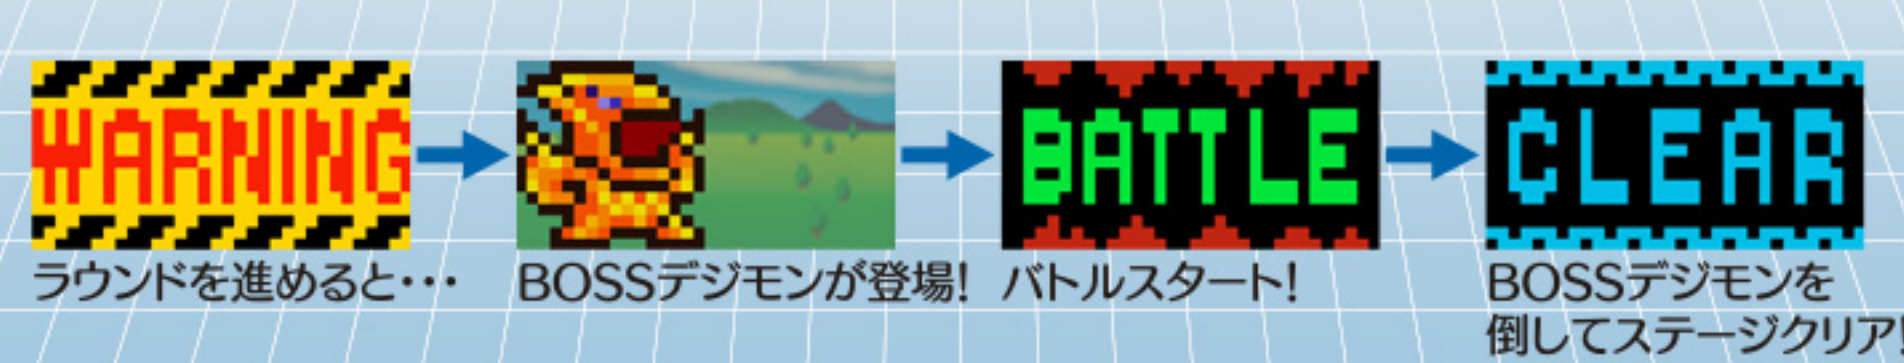 WARNING
BATTLE
CLEAR
ラウンドを進めると・・・
BOSSデジモンが登場!
バトルスタート!
BOSSデジモンを
倒してステージクリア!